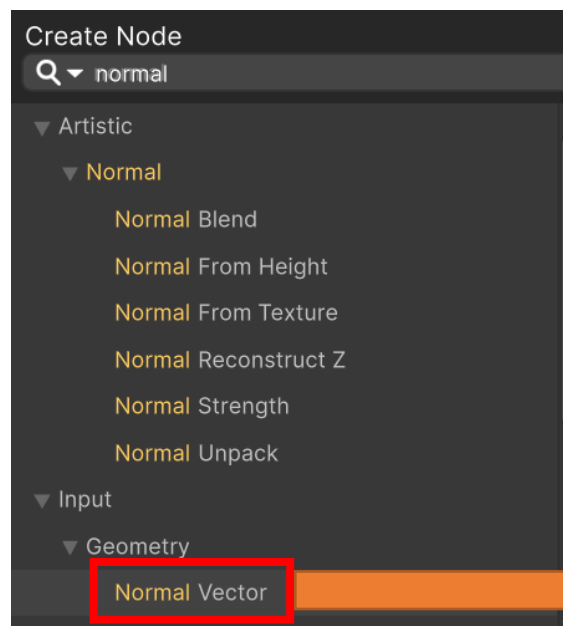 Create Node
normal
Artistic
Normal
Normal Blend
Normal From Height
Normal From Texture
Normal Reconstruct Z
Normal Strength
Normal Unpack
Input
Geometry
Normal Vector